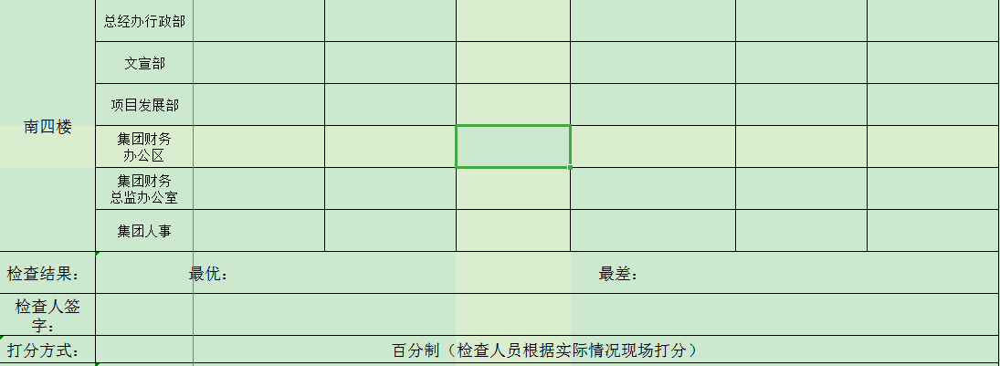 总经办行政部
文宣部
项目发展部
南四楼
集团财务
办公区
集团财务
总监办公室
集团人事
检查结果： 最优： 最差：
检查人签
字：
打分方式： 百分制（检查人员根据实际情况现场打分）